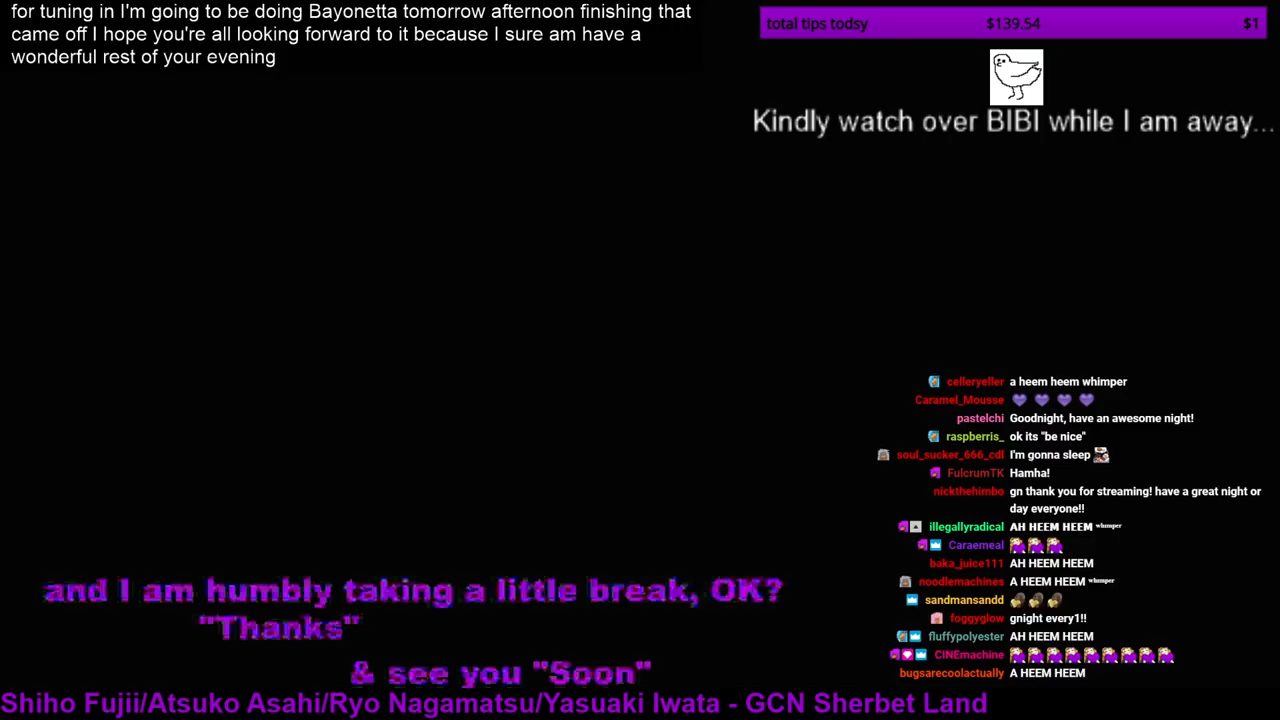 for tuning in I'm going to be doing Bayonetta tomorrow afternoon finishing that
came off I hope you're all looking forward to it because I sure am have a
wonderful rest of your evening
total tips todsy $139.54 $1
Kindly watch over BIBI while I am away...
celleryeller a heem heem whimper
Caramel_Mousse
pastelchi Goodnight, have an awesome night!
raspberris_ ok its "be nice"
soul_sucker_666_cdl I'm gonna sleep
FulcrumTK Hamha!
nickthehimbo gn thank you for streaming! have a great night or
day everyone!!
illegallyradical AH HEEM HEEM whimper
Caraemeal
baka_juice111 AH HEEM HEEM
noodlemachines A HEEM HEEM whimper
sandmansandd
foggyglow gnight every1!!
fluffypolyester AH HEEM HEEM
CINEmachine
bugsarecoolactually A HEEM HEEM
and I am humbly taking a little break, OK?
"Thanks"
& see you "Soon"
Shiho Fujii/Atsuko Asahi/Ryo Nagamatsu/Yasuaki Iwata - GCN Sherbet Land